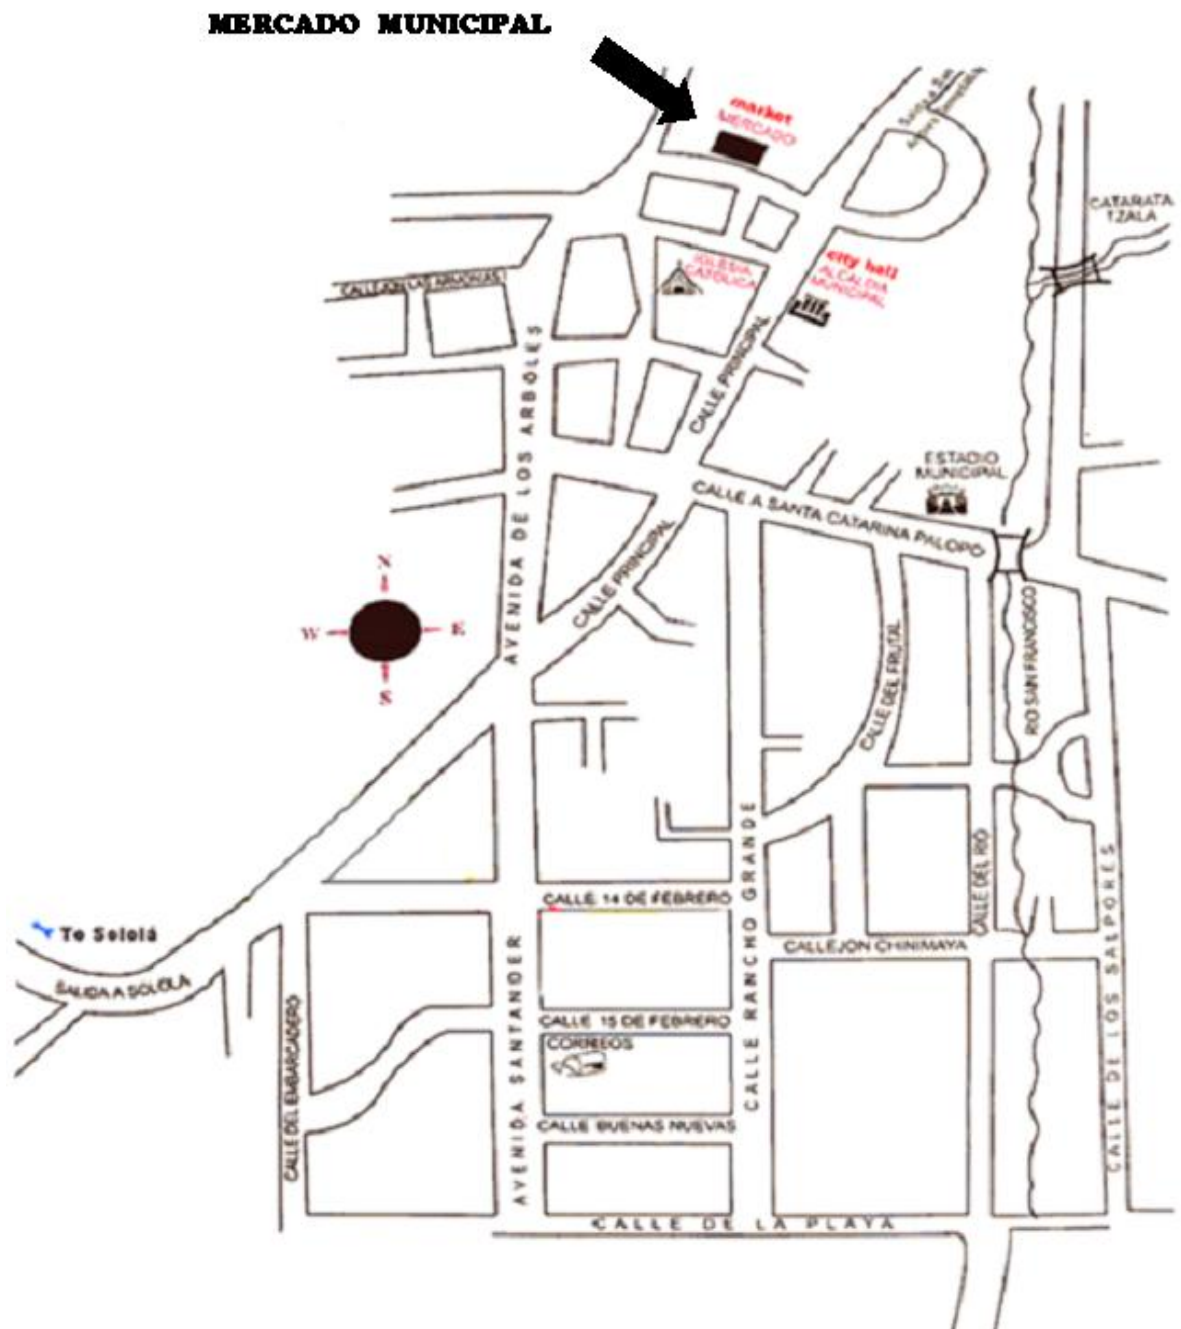 MERCADO MUNICIPAL
market
MERCADO
CATARATA
TZALA
city hall
ALCALDIA
MUNICIPAL
IGLESIA
CATOLICA
AVENIDA DE LOS ARBOLES
CALLE PRINCIPAL
ESTADIO
MUNICIPAL
CALLE A SANTA CATARINA PALOPO
CALLE PRINCIPAL
N
W
E
S
CALLE DEL FRUTAL
RIO SAN FRANCISCO
CALLE RANCHO GRANDE
CALLE DEL RIO
CALLE 14 DE FEBRERO
CALLEJON CHINIMAYA
To Sololá
SALIDA A SOLOLA
CALLE DE LOS SALPORES
AVENIDA SANTANDER
CALLE DEL EMBARCADERO
CALLE 15 DE FEBRERO
CORREOS
CALLE BUENAS NUEVAS
CALLE DE LA PLAYA